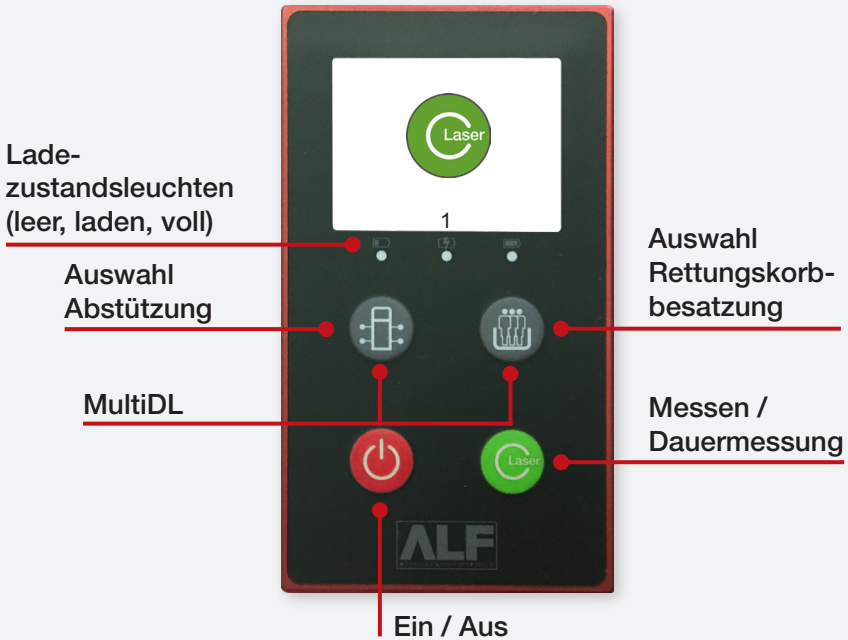 Laser
1
Lade-
zustandsleuchten
(leer, laden, voll)
Auswahl
Abstützung
Auswahl
Rettungskorb-
besatzung
MultiDL
Messen /
Dauermessung
Laser
ALF
Ein / Aus